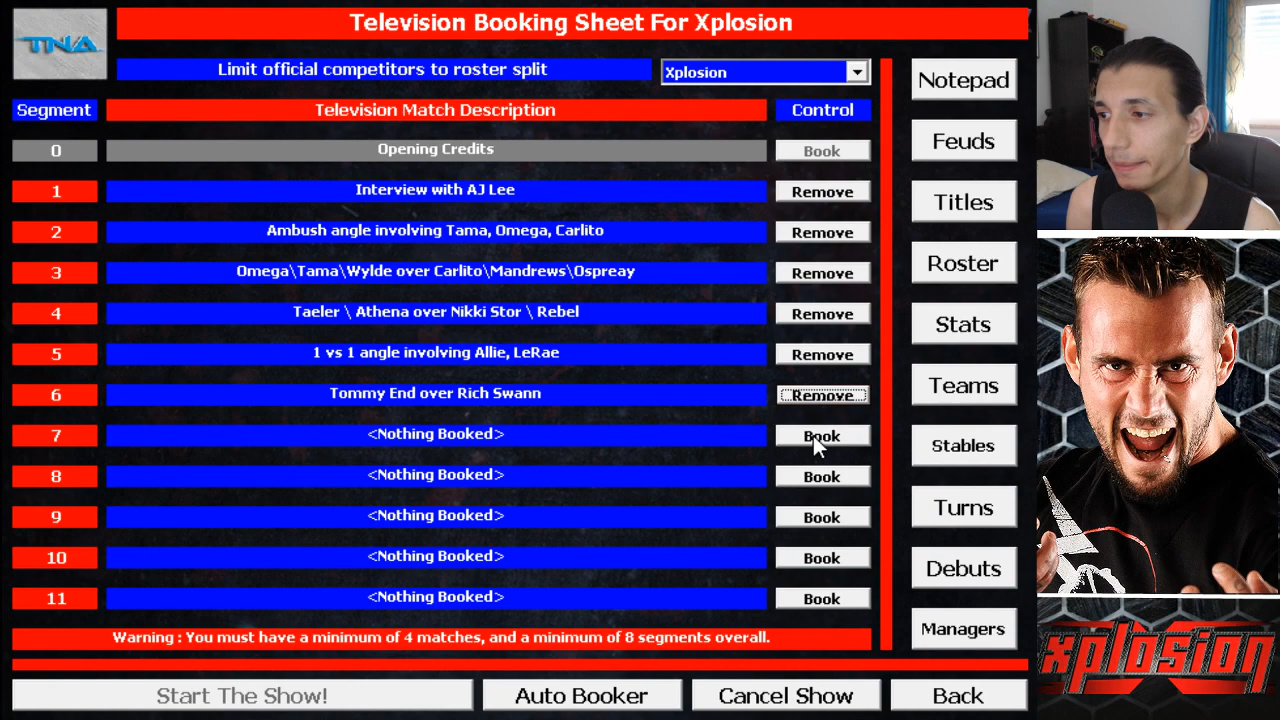 TNA
Television Booking Sheet For Xplosion
Limit official competitors to roster split
Xplosion
Segment
Television Match Description
Control
0
Opening Credits
Book
1
Interview with AJ Lee
Remove
2
Ambush angle involving Tama, Omega, Carlito
Remove
3
Omega\Tama\Wylde over Carlito\Mandrews\Ospreay
Remove
4
Taeler \ Athena over Nikki Stor \ Rebel
Remove
5
1 vs 1 angle involving Allie, LeRae
Remove
6
Tommy End over Rich Swann
Remove
7
<Nothing Booked>
Book
8
<Nothing Booked>
Book
9
<Nothing Booked>
Book
10
<Nothing Booked>
Book
11
<Nothing Booked>
Book
Warning : You must have a minimum of 4 matches, and a minimum of 8 segments overall.
Start The Show!
Auto Booker
Cancel Show
Back
Notepad
Feuds
Titles
Roster
Stats
Teams
Stables
Turns
Debuts
Managers
xplosion